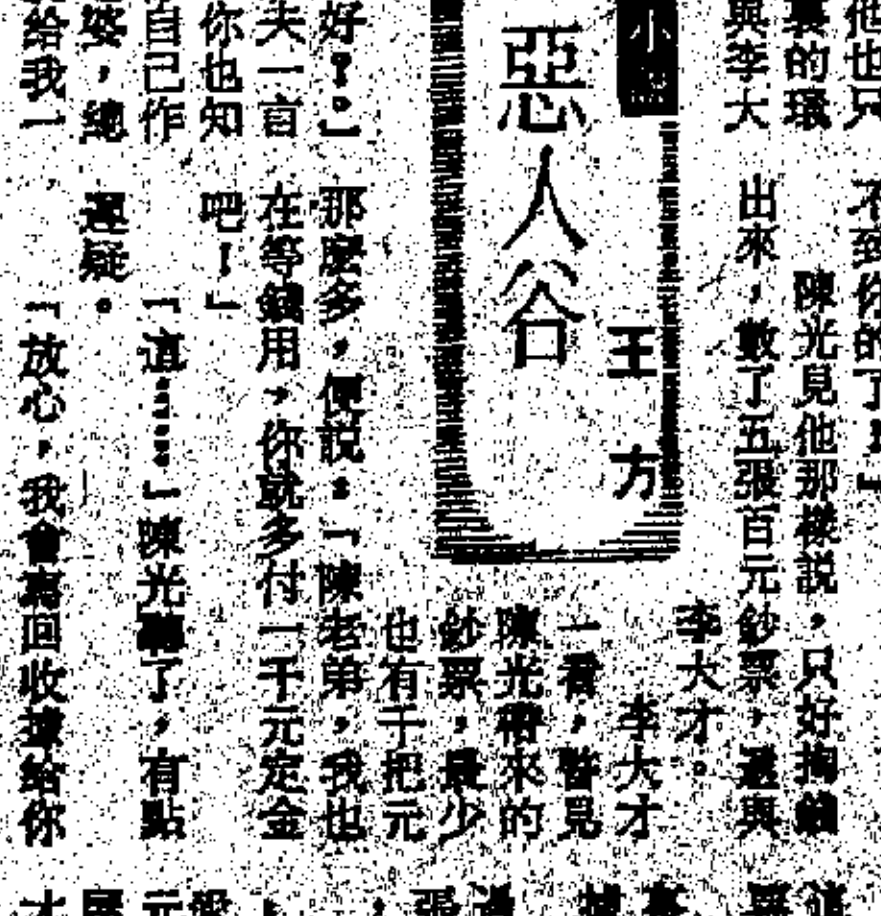 他也只
裏的環
與李大
小說
惡人谷
王方
好?。」
夫一言
你也知
自己作
婆,總
給我一
不到你的了!」
陳光見他那樣說,只好掏錢
出來,數了五張百元鈔票,遞與
李大才。
李大才
一看,瞥見
陳光帶來的
鈔票,最少
也有千把元
那麼多,便說:「陳老弟,我也
在等錢用,你就多付一千元定金
吧!」
「這……」陳光聽了,有點
遲疑。
「放心,我會寫回收據給你